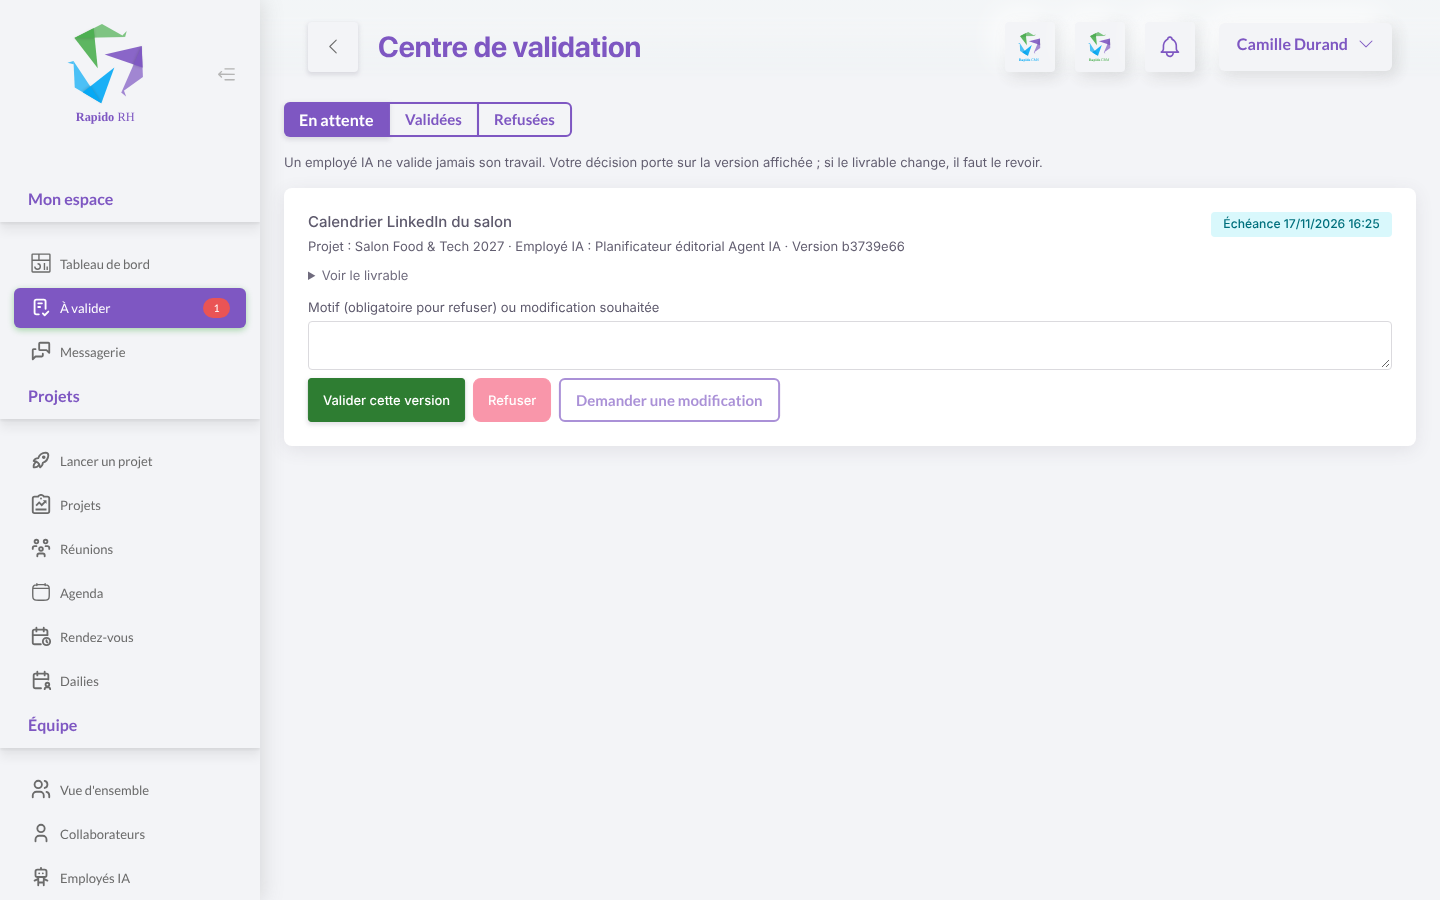 Rapido RH
Centre de validation
Camille Durand
Mon espace
Tableau de bord
À valider
1
Messagerie
Projets
Lancer un projet
Projets
Réunions
Agenda
Rendez-vous
Dailies
Équipe
Vue d'ensemble
Collaborateurs
Employés IA
En attente
Validées
Refusées
Un employé IA ne valide jamais son travail. Votre décision porte sur la version affichée ; si le livrable change, il faut le revoir.
Calendrier LinkedIn du salon
Échéance 17/11/2026 16:25
Projet : Salon Food & Tech 2027 · Employé IA : Planificateur éditorial Agent IA · Version b3739e66
Voir le livrable
Motif (obligatoire pour refuser) ou modification souhaitée
Valider cette version
Refuser
Demander une modification